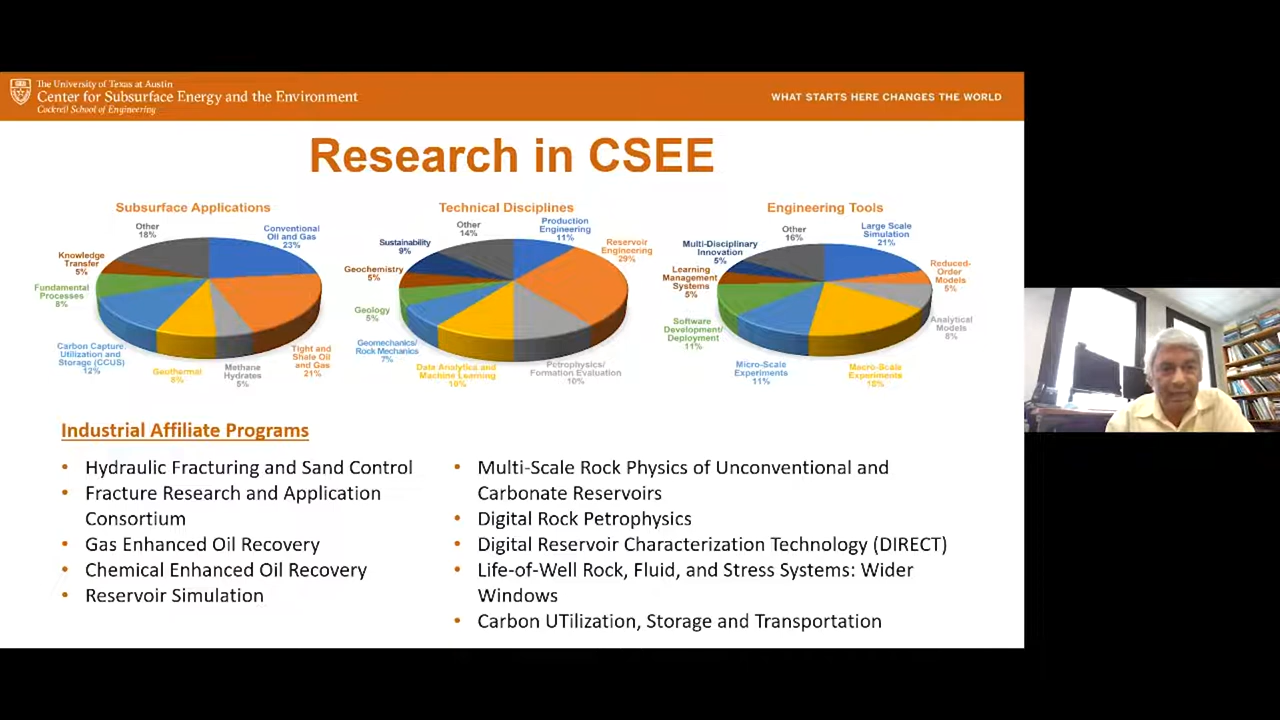 The University of Texas at Austin
Center for Subsurface Energy and the Environment
Cockrell School of Engineering
WHAT STARTS HERE CHANGES THE WORLD
Research in CSEE
Subsurface Applications
Other
18%
Conventional
Oil and Gas
23%
Knowledge
Transfer
5%
Fundamental
Processes
8%
Carbon Capture,
Utilization and
Storage (CCUS)
12%
Geothermal
8%
Methane
Hydrates
5%
Tight and
Shale Oil
and Gas
21%
Technical Disciplines
Other
14%
Production
Engineering
11%
Sustainability
9%
Reservoir
Engineering
29%
Geochemistry
5%
Geology
5%
Geomechanics/
Rock Mechanics
7%
Data Analytics and
Machine Learning
10%
Petrophysics/
Formation Evaluation
10%
Engineering Tools
Other
16%
Large Scale
Simulation
21%
Multi-Disciplinary
Innovation
5%
Reduced-
Order
Models
5%
Learning
Management
Systems
5%
Analytical
Models
8%
Software
Development/
Deployment
11%
Micro-Scale
Experiments
11%
Macro-Scale
Experiments
18%
Industrial Affiliate Programs
• Hydraulic Fracturing and Sand Control
• Fracture Research and Application
Consortium
• Gas Enhanced Oil Recovery
• Chemical Enhanced Oil Recovery
• Reservoir Simulation
• Multi-Scale Rock Physics of Unconventional and
Carbonate Reservoirs
• Digital Rock Petrophysics
• Digital Reservoir Characterization Technology (DIRECT)
• Life-of-Well Rock, Fluid, and Stress Systems: Wider
Windows
• Carbon UTilization, Storage and Transportation